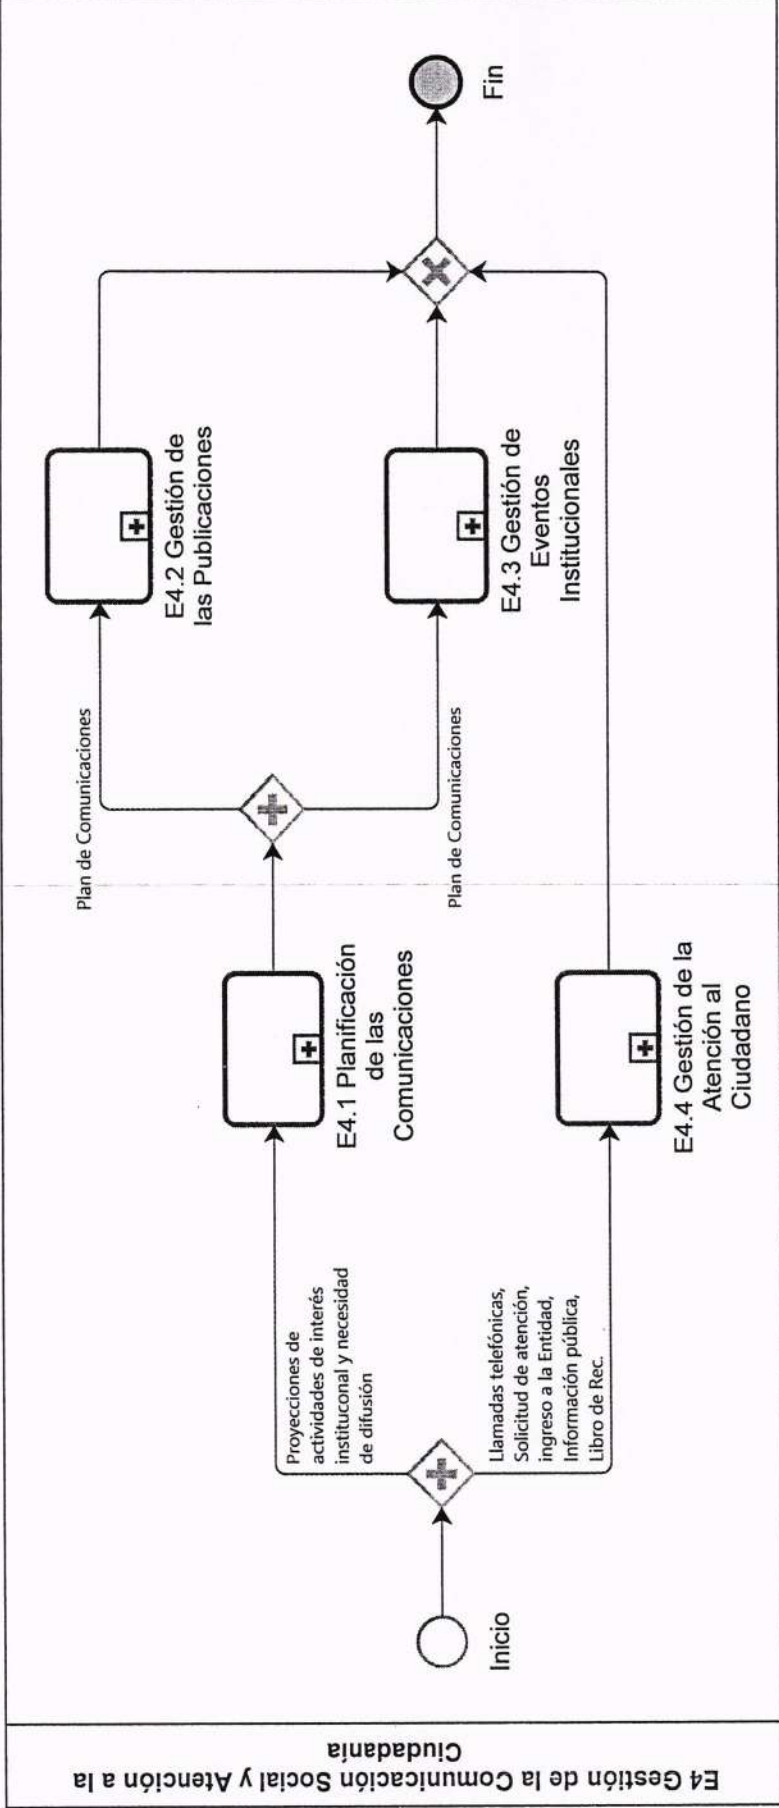 E4 Gestión de la Comunicación Social y Atención a la
Ciudadanía
Inicio
Proyecciones de
actividades de interés
instituconal y necesidad
de difusión
Llamadas telefónicas,
Solicitud de atención,
ingreso a la Entidad,
Información pública,
Libro de Rec.
E4.1 Planificación
de las
Comunicaciones
E4.4 Gestión de la
Atención al
Ciudadano
Plan de Comunicaciones
Plan de Comunicaciones
E4.2 Gestión de
las Publicaciones
E4.3 Gestión de
Eventos
Institucionales
Fin